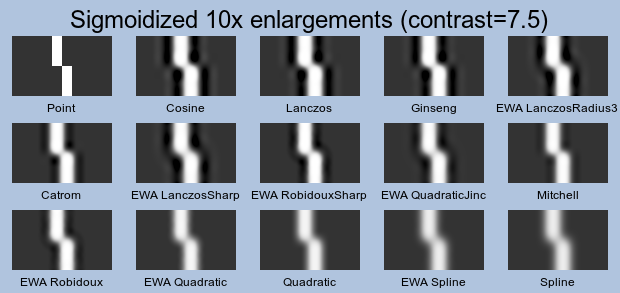 Sigmoidized 10x enlargements (contrast=7.5)
Point Cosine Lanczos Ginseng EWA LanczosRadius3
Catrom EWA LanczosSharp EWA RobidouxSharp EWA QuadraticJinc Mitchell
EWA Robidoux EWA Quadratic Quadratic EWA Spline Spline